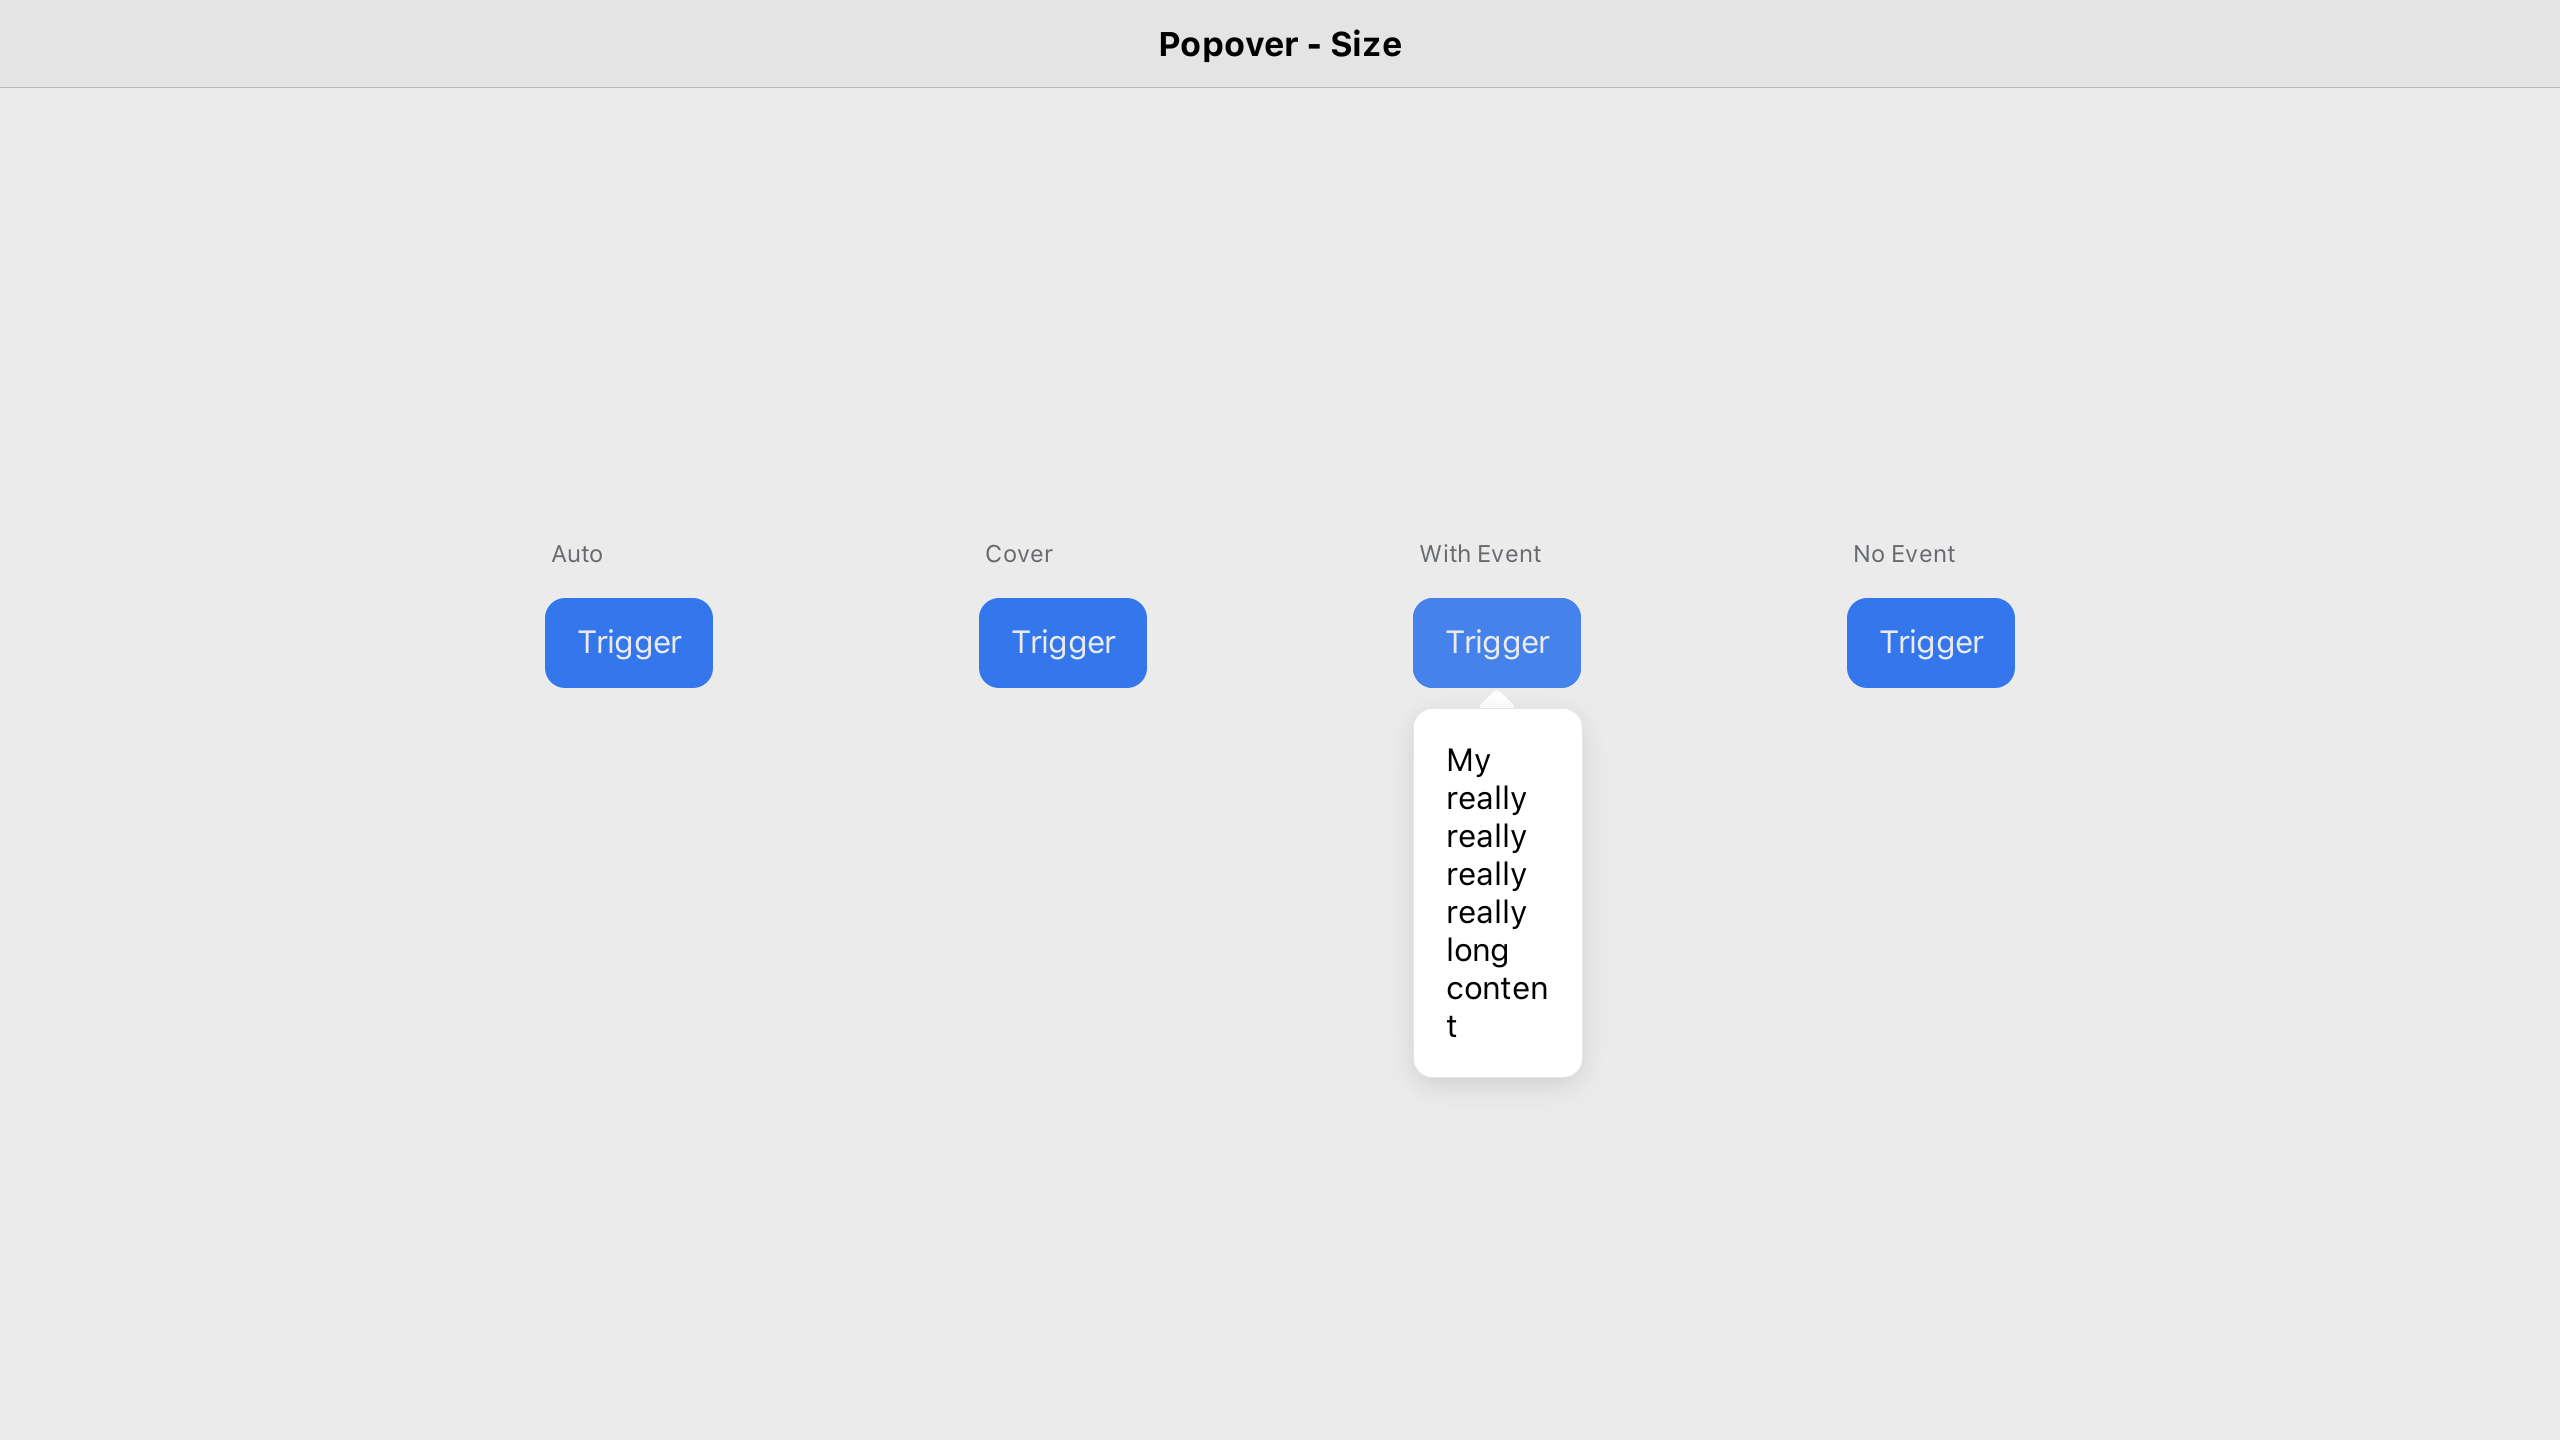 Popover - Size
Auto
Cover
With Event
No Event
Trigger
Trigger
Trigger
Trigger
My
really
really
really
really
long
conten
t